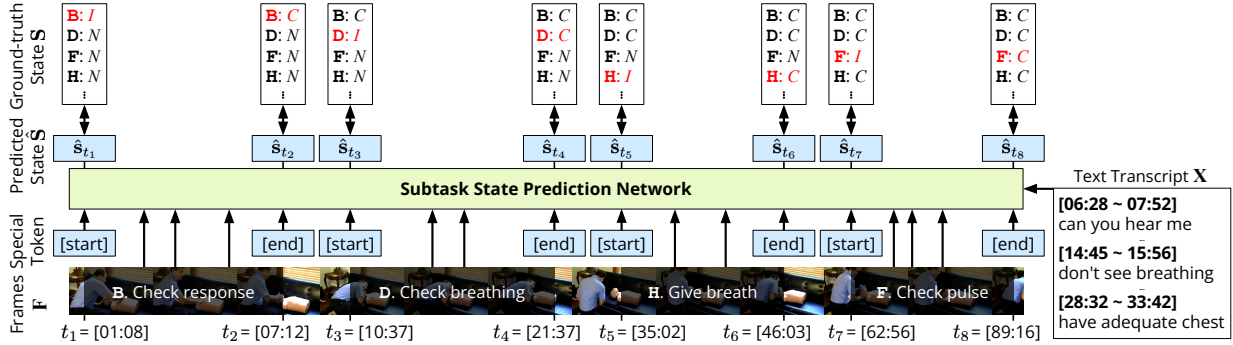 Ground-truth State S
B: I
D: N
F: N
H: N
⋮
B: C
D: N
F: N
H: N
⋮
B: C
D: I
F: N
H: N
⋮
B: C
D: C
F: N
H: N
⋮
B: C
D: C
F: N
H: I
⋮
B: C
D: C
F: N
H: C
⋮
B: C
D: C
F: I
H: C
⋮
B: C
D: C
F: C
H: C
⋮
Predicted State Ŝ
ŝt1
ŝt2
ŝt3
ŝt4
ŝt5
ŝt6
ŝt7
ŝt8
Subtask State Prediction Network
Special Token
[start]
[end]
[start]
[end]
[start]
[end]
[start]
[end]
Frames F
B. Check response
D. Check breathing
H. Give breath
F. Check pulse
t1 = [01:08]
t2 = [07:12]
t3 = [10:37]
t4 = [21:37]
t5 = [35:02]
t6 = [46:03]
t7 = [62:56]
t8 = [89:16]
Text Transcript X
[06:28 ~ 07:52]
can you hear me
[14:45 ~ 15:56]
don't see breathing
[28:32 ~ 33:42]
have adequate chest